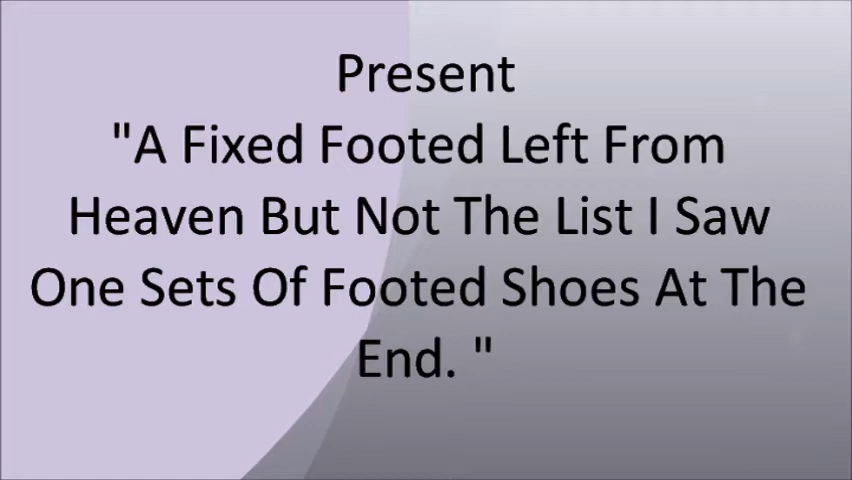 Present
"A Fixed Footed Left From
Heaven But Not The List I Saw
One Sets Of Footed Shoes At The
End. "